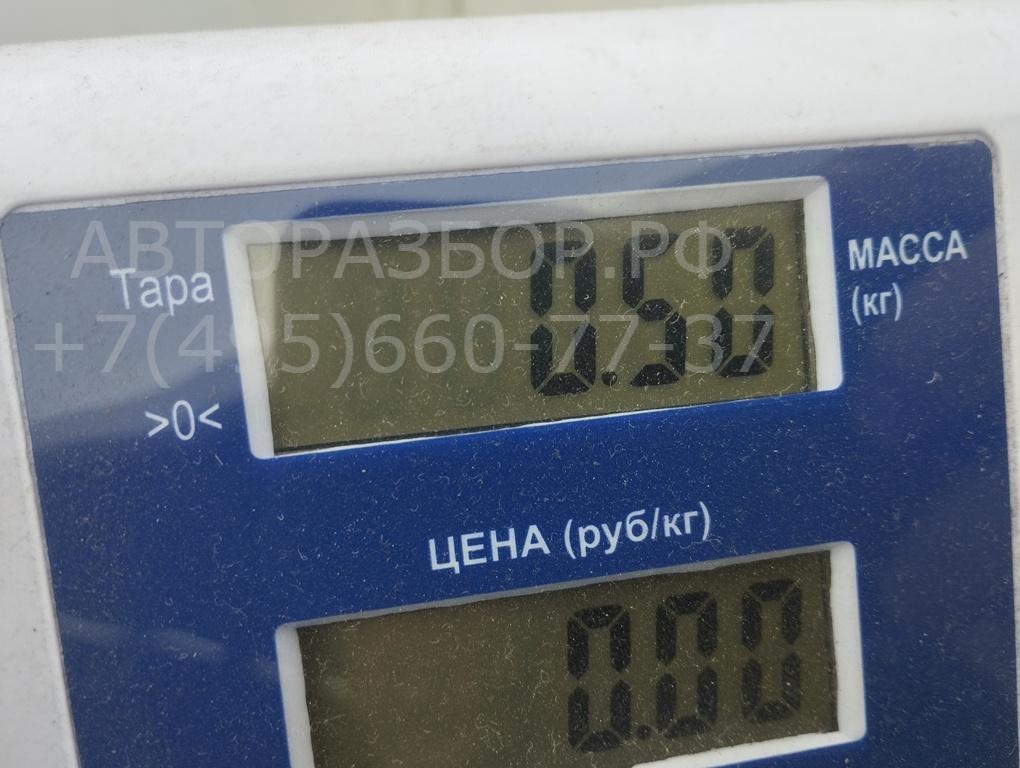 АВТОРАЗБОР.РФ
+7(495)660-77-37
Тара
>0<
0.50
МАССА
(кг)
ЦЕНА (руб/кг)
0.00